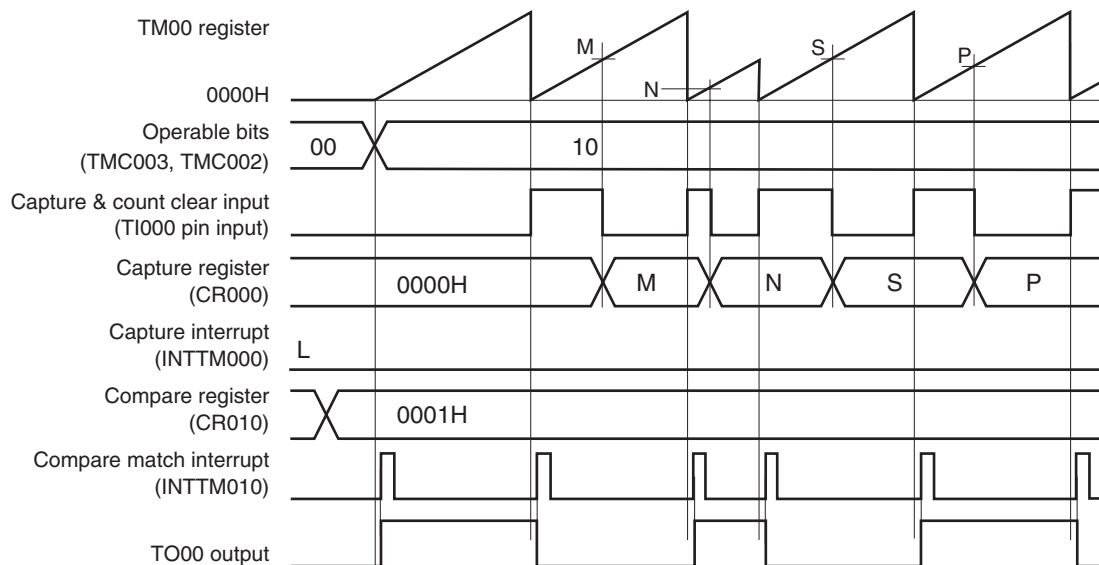 TM00 register
M
S
P
N
0000H
Operable bits
(TMC003, TMC002)
00
10
Capture & count clear input
(TI000 pin input)
Capture register
(CR000)
0000H
M
N
S
P
Capture interrupt
(INTTM000)
L
Compare register
(CR010)
0001H
Compare match interrupt
(INTTM010)
TO00 output